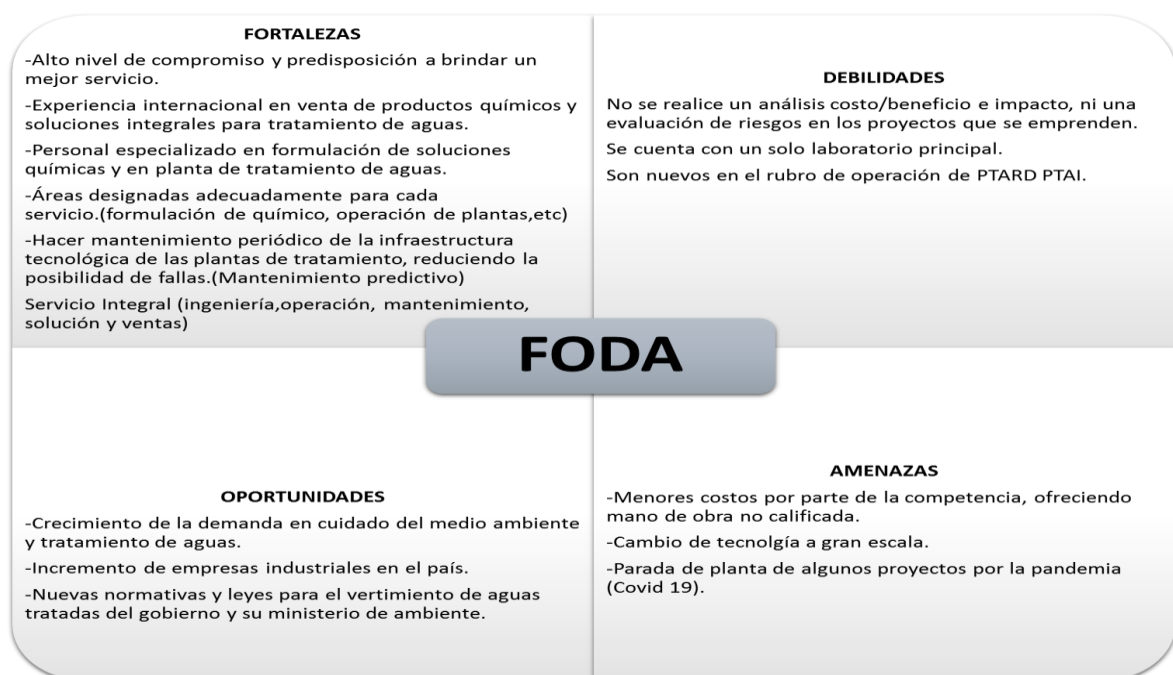 FORTALEZAS
-Alto nivel de compromiso y predisposición a brindar un
mejor servicio.
-Experiencia internacional en venta de productos químicos y
soluciones integrales para tratamiento de aguas.
-Personal especializado en formulación de soluciones
químicas y en planta de tratamiento de aguas.
-Áreas designadas adecuadamente para cada
servicio.(formulación de químico, operación de plantas,etc)
-Hacer mantenimiento periódico de la infraestructura
tecnológica de las plantas de tratamiento, reduciendo la
posibilidad de fallas.(Mantenimiento predictivo)
Servicio Integral (ingeniería,operación, mantenimiento,
solución y ventas)
DEBILIDADES
No se realice un análisis costo/beneficio e impacto, ni una
evaluación de riesgos en los proyectos que se emprenden.
Se cuenta con un solo laboratorio principal.
Son nuevos en el rubro de operación de PTARD PTAI.
FODA
OPORTUNIDADES
-Crecimiento de la demanda en cuidado del medio ambiente
y tratamiento de aguas.
-Incremento de empresas industriales en el país.
-Nuevas normativas y leyes para el vertimiento de aguas
tratadas del gobierno y su ministerio de ambiente.
AMENAZAS
-Menores costos por parte de la competencia, ofreciendo
mano de obra no calificada.
-Cambio de tecnolgía a gran escala.
-Parada de planta de algunos proyectos por la pandemia
(Covid 19).